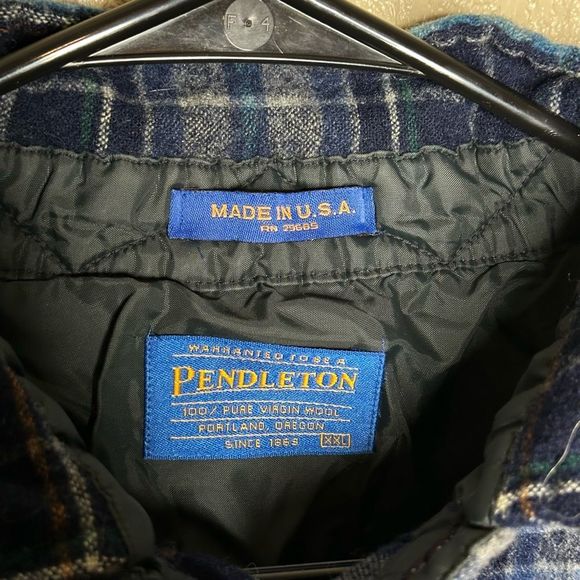 F 4
MADE IN U.S.A.
RN 29685
WARRANTED TO BE A
PENDLETON
100% PURE VIRGIN WOOL
PORTLAND, OREGON
SINCE 1863 XXL